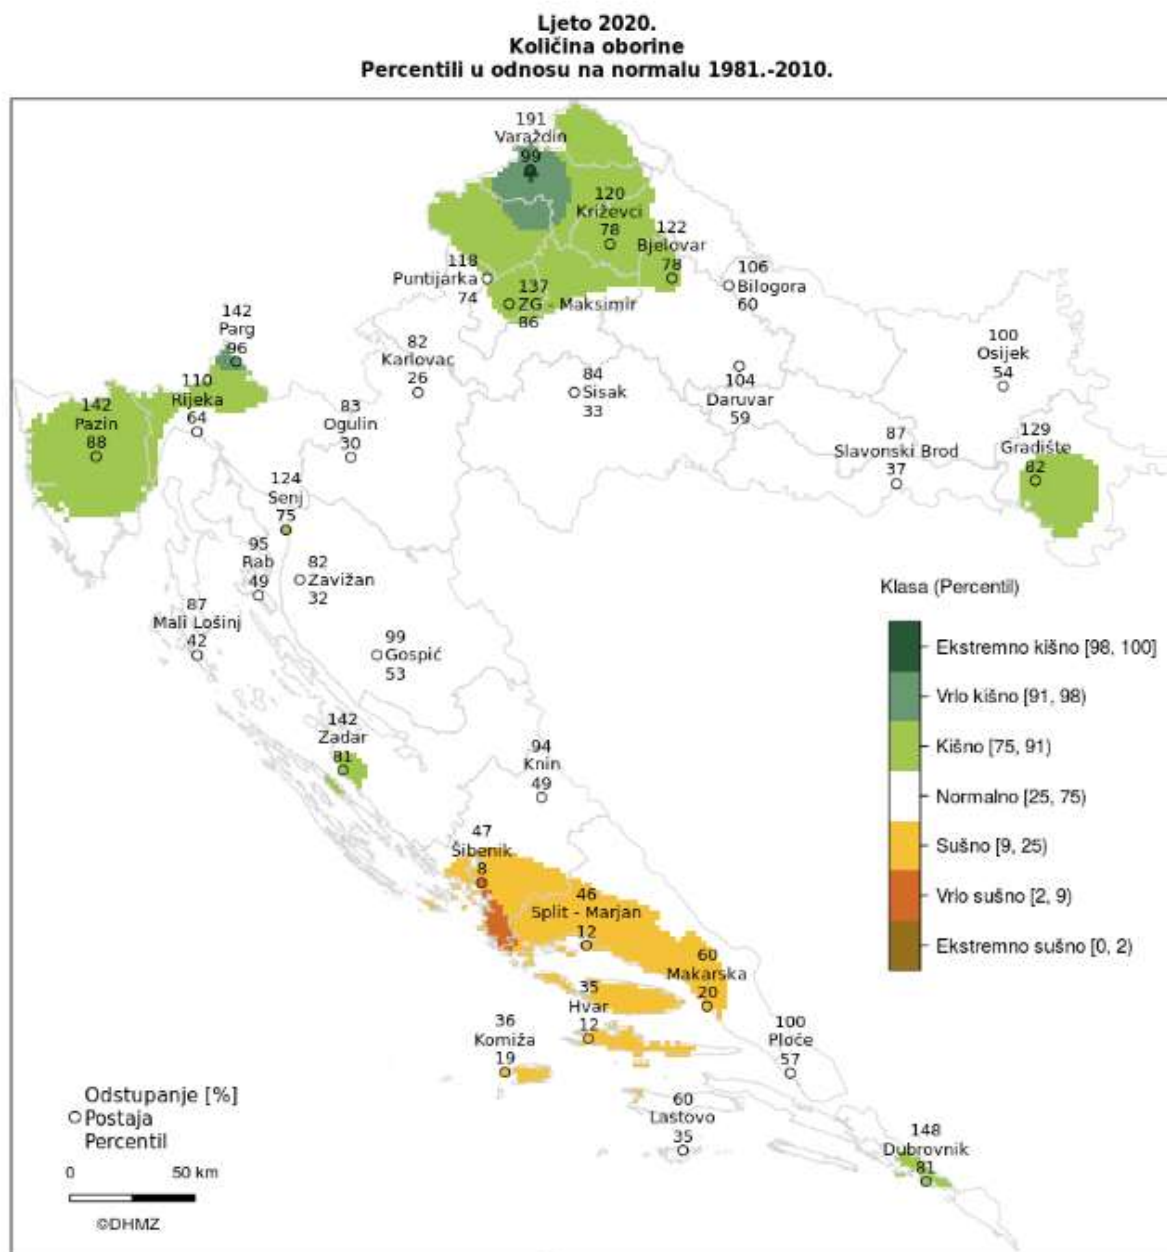 Ljeto 2020.
Količina oborine
Percentili u odnosu na normalu 1981.-2010.
191
Varaždin
99
120
Križevci
78
122
Bjelovar
78
118
Puntijarka
74
137
ZG - Maksimir
86
106
Bilogora
60
142
Parg
96
82
Karlovac
26
84
Sisak
33
104
Daruvar
59
100
Osijek
54
110
Rijeka
64
142
Pazin
88
83
Ogulin
30
87
Slavonski Brod
37
129
Gradište
82
124
Senj
75
95
Rab
49
82
Zavižan
32
87
Mali Lošinj
42
99
Gospić
53
142
Zadar
81
94
Knin
49
47
Šibenik
8
46
Split - Marjan
12
60
Makarska
20
35
Hvar
12
36
Komiža
19
100
Ploče
57
60
Lastovo
35
148
Dubrovnik
81
Klasa (Percentil)
Ekstremno kišno [98, 100]
Vrlo kišno [91, 98)
Kišno [75, 91)
Normalno [25, 75)
Sušno [9, 25)
Vrlo sušno [2, 9)
Ekstremno sušno [0, 2)
Odstupanje [%]
Postaja
Percentil
0 50 km
©DHMZ